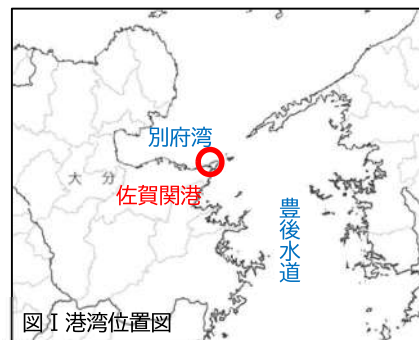 別府湾
大分
佐賀関港
豊後水道
図Ⅰ港湾位置図